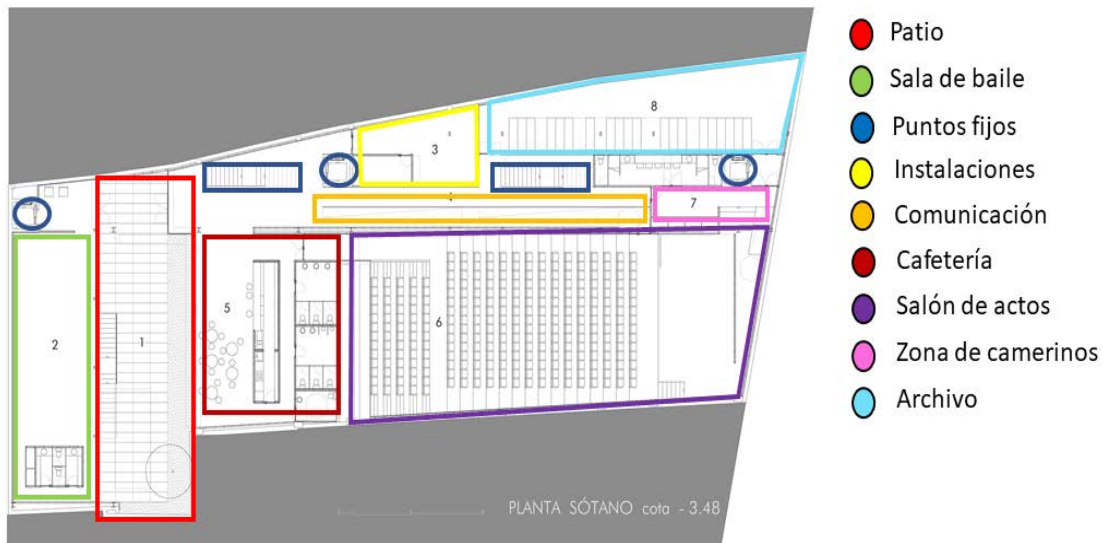 Patio
Sala de baile
Puntos fijos
Instalaciones
Comunicación
Cafetería
Salón de actos
Zona de camerinos
Archivo
8
3
4
7
5
6
2
1
PLANTA SÓTANO cota - 3.48